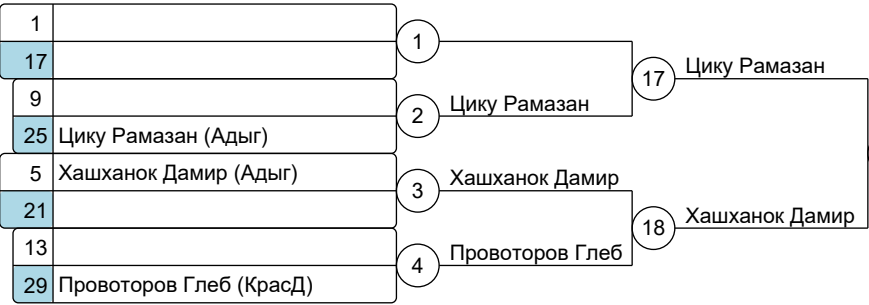 1
17
1
9
25 Цику Рамазан (Адыг)
2
Цику Рамазан
17
Цику Рамазан
5 Хашханок Дамир (Адыг)
21
3
Хашханок Дамир
13
29 Провоторов Глеб (КрасД)
4
Провоторов Глеб
18
Хашханок Дамир